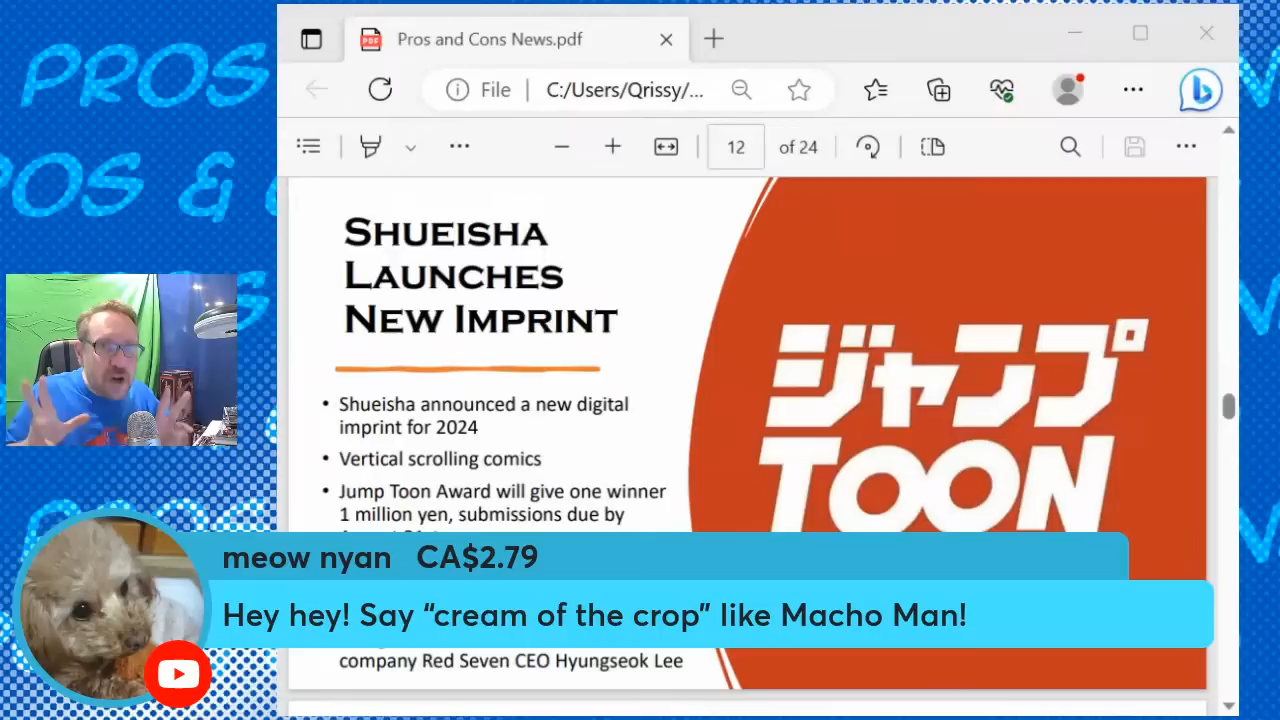 PROS
PROS &
Pros and Cons News.pdf
File
C:/Users/Qrissy/...
12 of 24
SHUEISHA
LAUNCHES
NEW IMPRINT
• Shueisha announced a new digital
imprint for 2024
• Vertical scrolling comics
• Jump Toon Award will give one winner
1 million yen, submissions due by
ジャンプ
TOON
meow nyan CA$2.79
Hey hey! Say “cream of the crop” like Macho Man!
company Red Seven CEO Hyungseok Lee